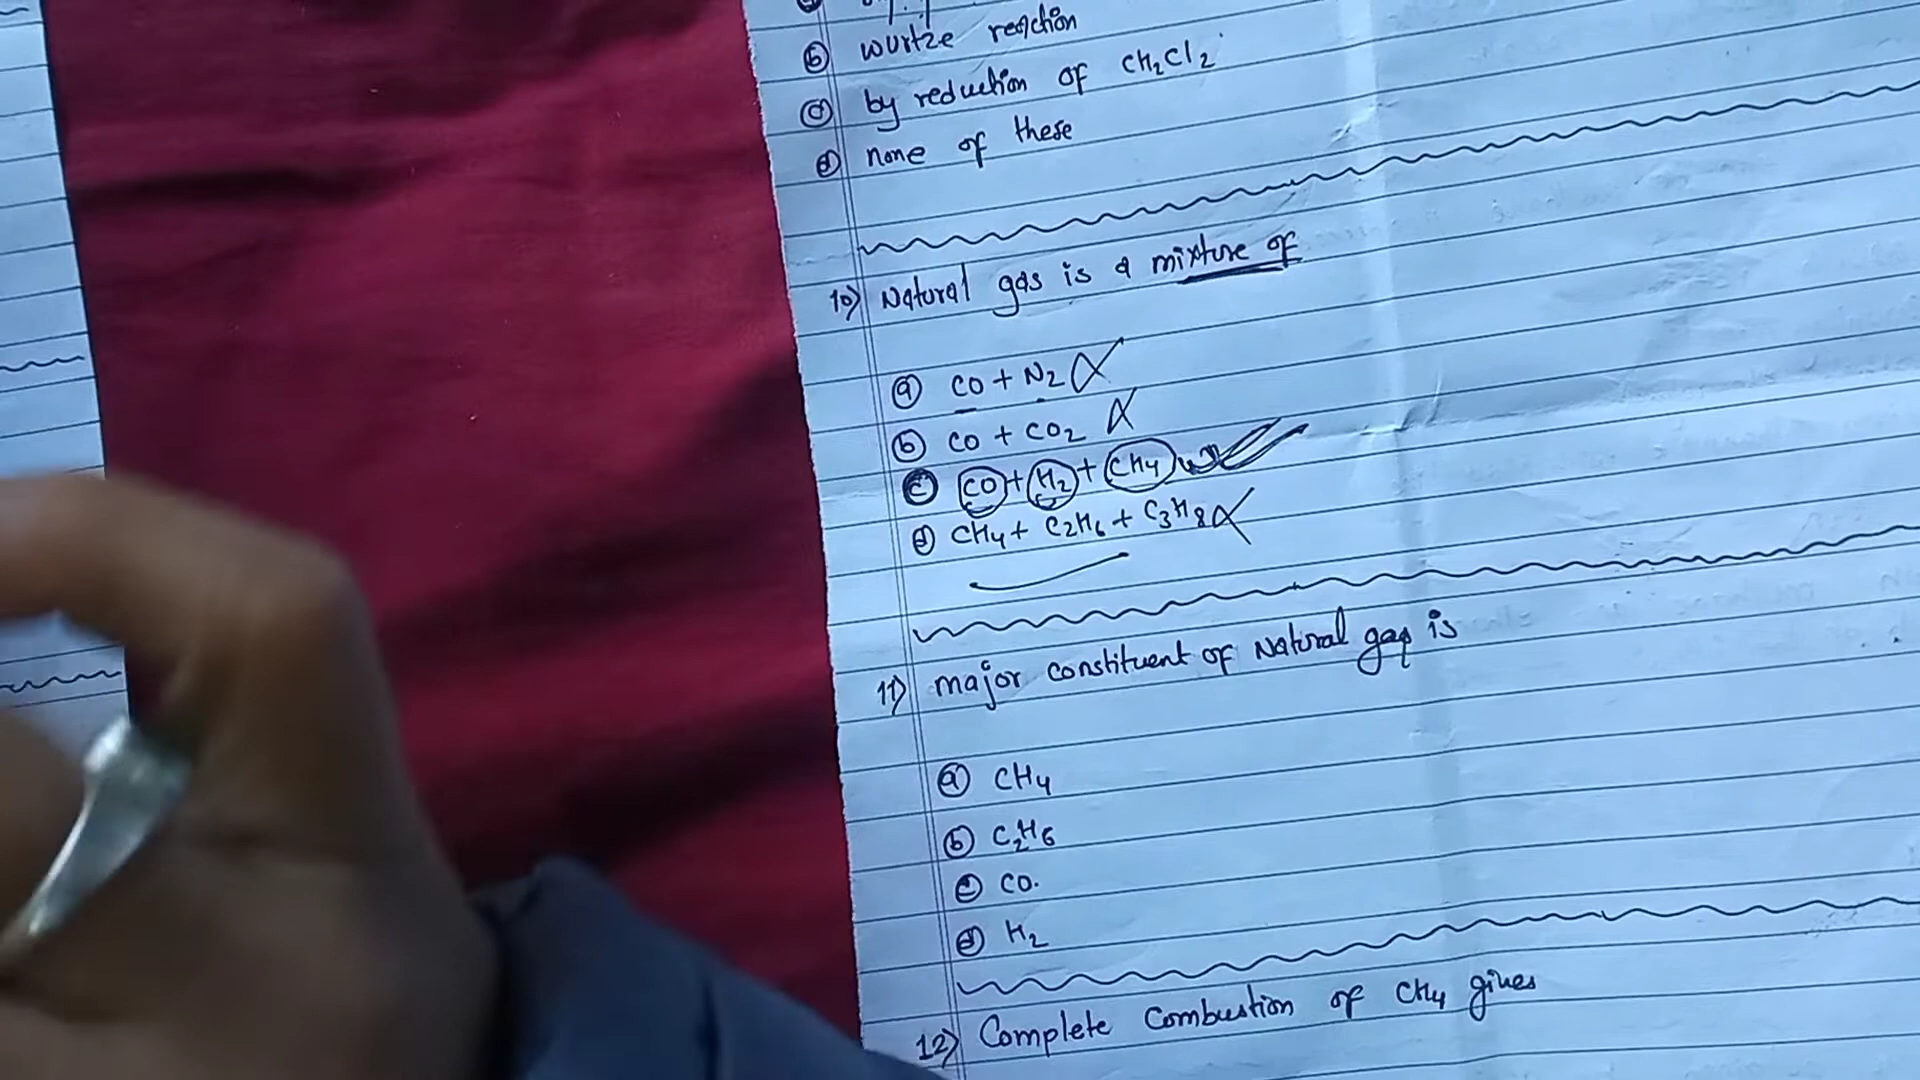 ⓑ wurtze reaction
ⓒ by reduction of CH₂Cl₂
ⓓ none of these
10) Natural gas is a mixture of
ⓐ CO + N₂
ⓑ CO + CO₂
ⓒ CO + H₂ + CH₄
ⓓ CH₄ + C₂H₆ + C₃H₈
11) major constituent of Natural gas is
ⓐ CH₄
ⓑ C₂H₆
ⓒ CO.
ⓓ H₂
12) Complete Combustion of CH₄ gives